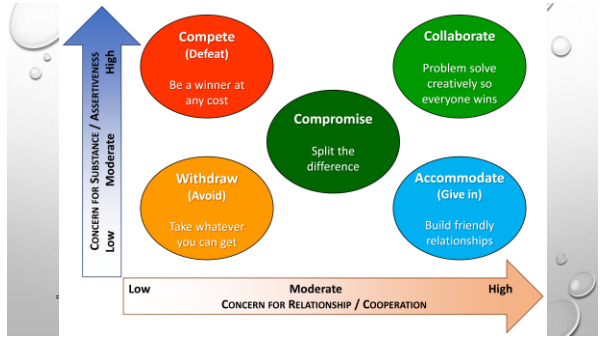 Compete
(Defeat)
Be a winner at
any cost
Collaborate
Problem solve
creatively so
everyone wins
Compromise
Split the
difference
Withdraw
(Avoid)
Take whatever
you can get
Accommodate
(Give in)
Build friendly
relationships
CONCERN FOR SUBSTANCE / ASSERTIVENESS
Low Moderate High
Low Moderate High
CONCERN FOR RELATIONSHIP / COOPERATION